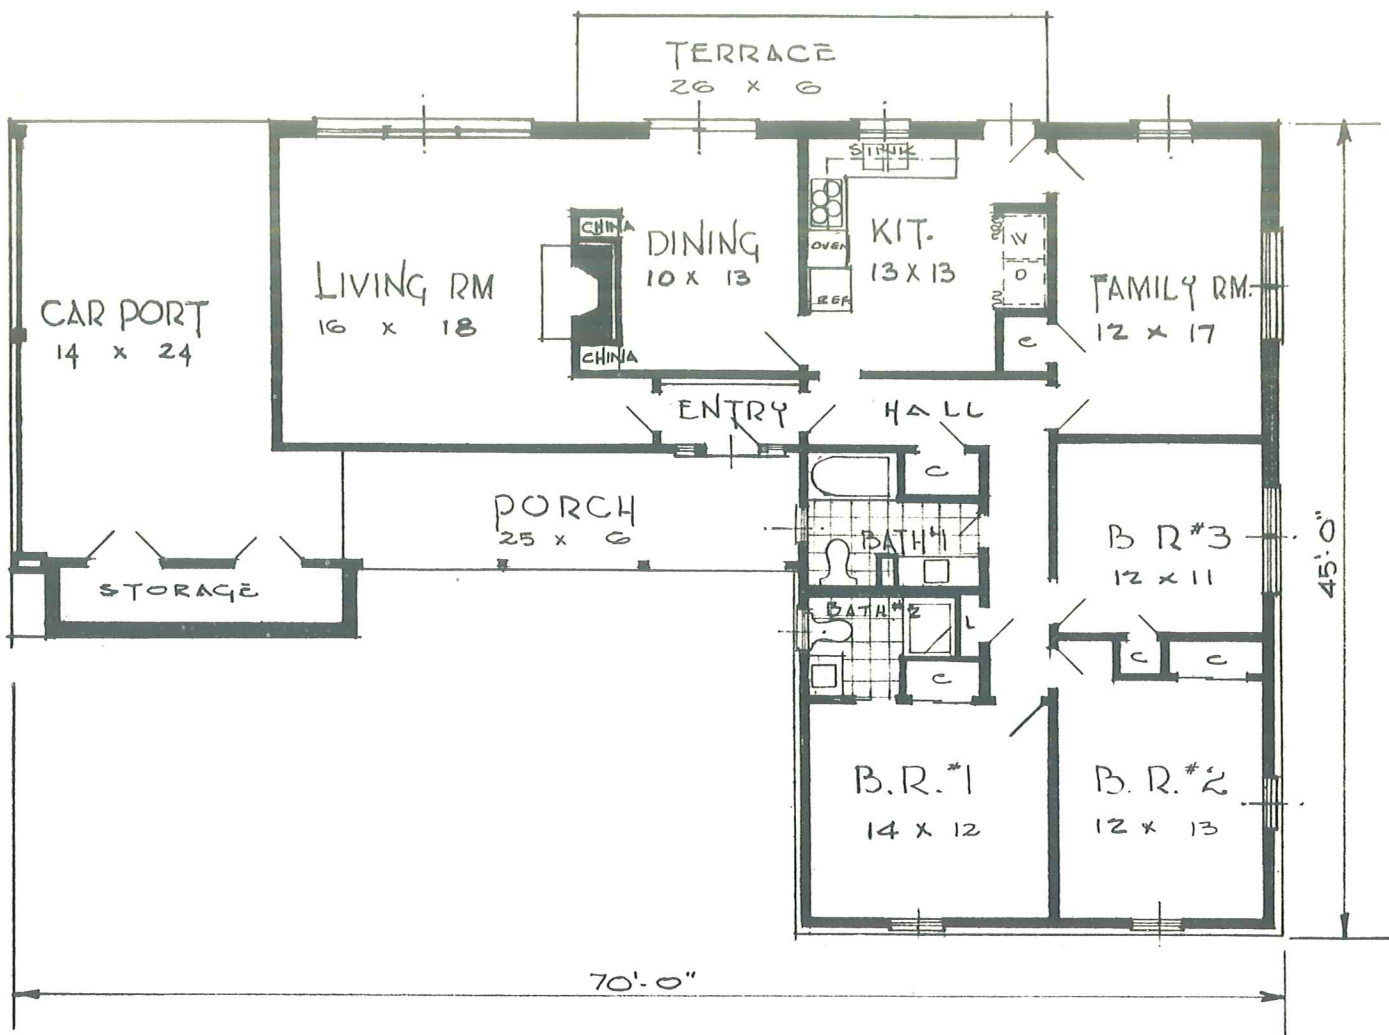 TERRACE
26 x 6
SINK
CHINA
DINING
10 x 13
OVEN
REF.
KIT.
13 x 13
W
D
C
LIVING RM
16 x 18
CHINA
FAMILY RM.
12 x 17
CAR PORT
14 x 24
ENTRY
HALL
C
PORCH
25 x 6
BATH #1
B R #3
12 x 11
45'-0"
STORAGE
BATH #2
L
C
C
C
B.R. #1
14 x 12
B. R. #2
12 x 13
70'-0"